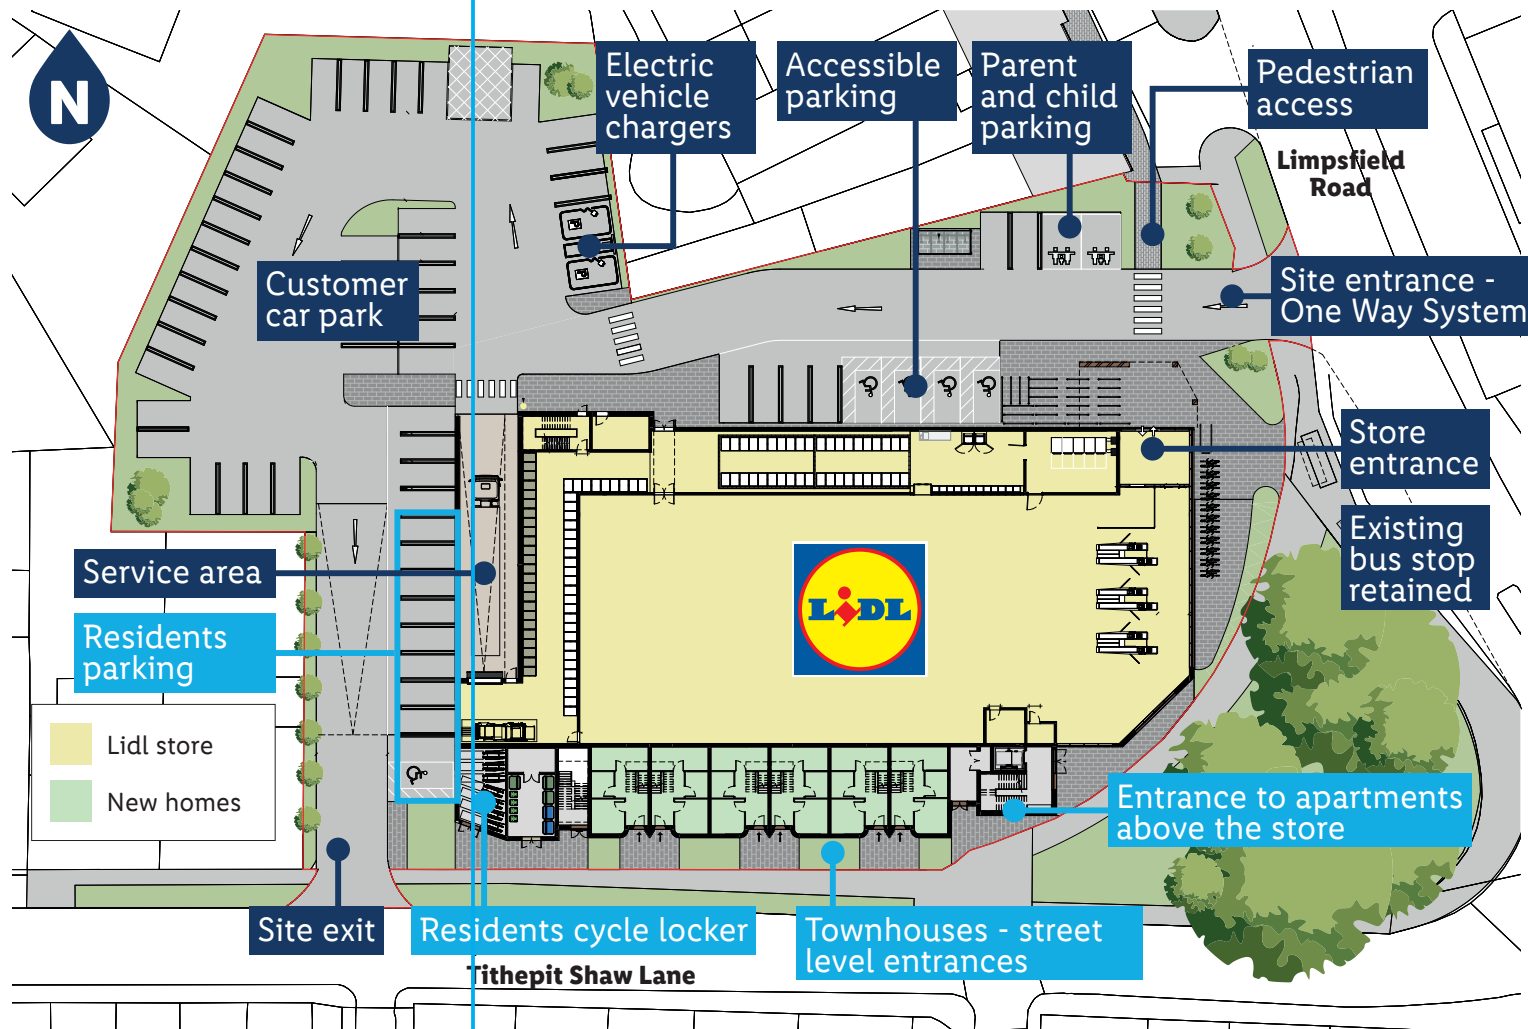 N
Electric
vehicle
chargers
Accessible
parking
Parent
and child
parking
Pedestrian
access
Limpsfield
Road
Customer
car park
Site entrance -
One Way System
Store
entrance
Existing
bus stop
retained
Service area
Residents
parking
LiDL
Lidl store
New homes
Entrance to apartments
above the store
Site exit
Residents cycle locker
Townhouses - street
level entrances
Tithepit Shaw Lane